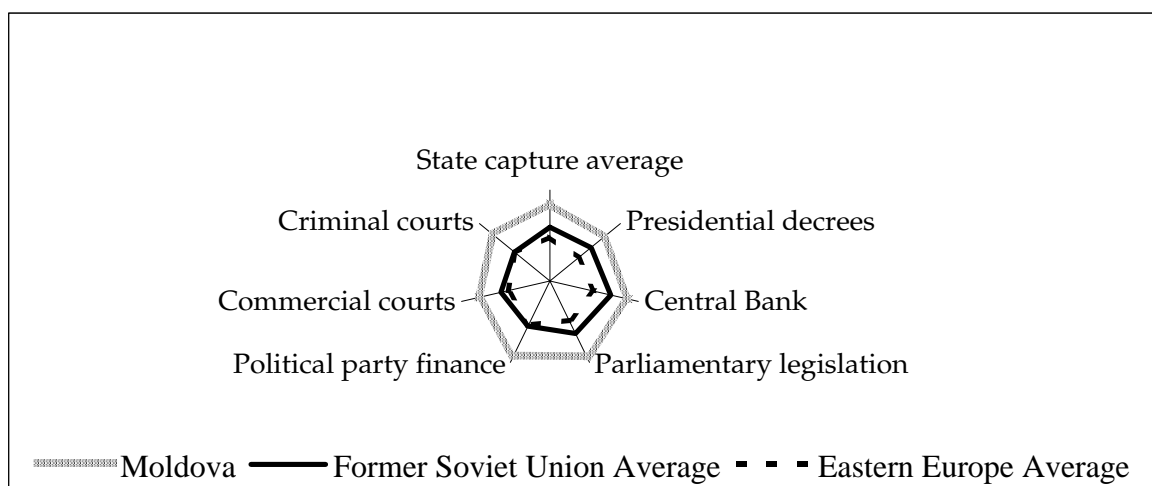 State capture average
Criminal courts
Presidential decrees
Commercial courts
Central Bank
Political party finance
Parliamentary legislation
Moldova
Former Soviet Union Average
Eastern Europe Average